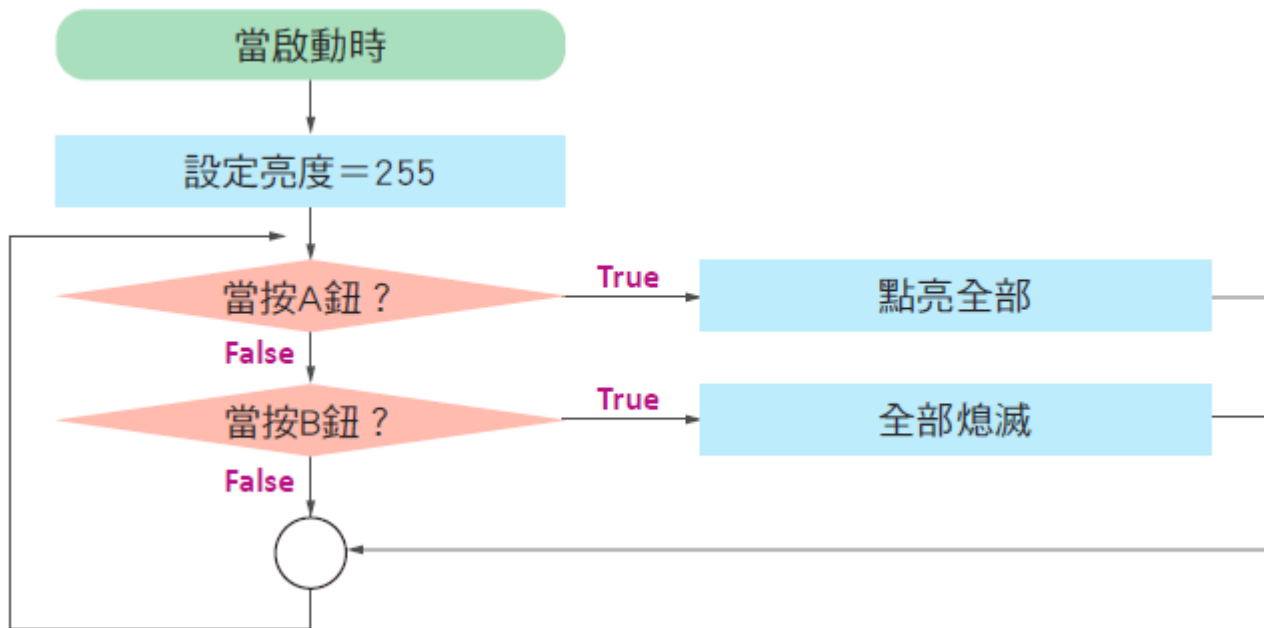 當啟動時
設定亮度＝255
當按A鈕？
True
點亮全部
False
當按B鈕？
True
全部熄滅
False